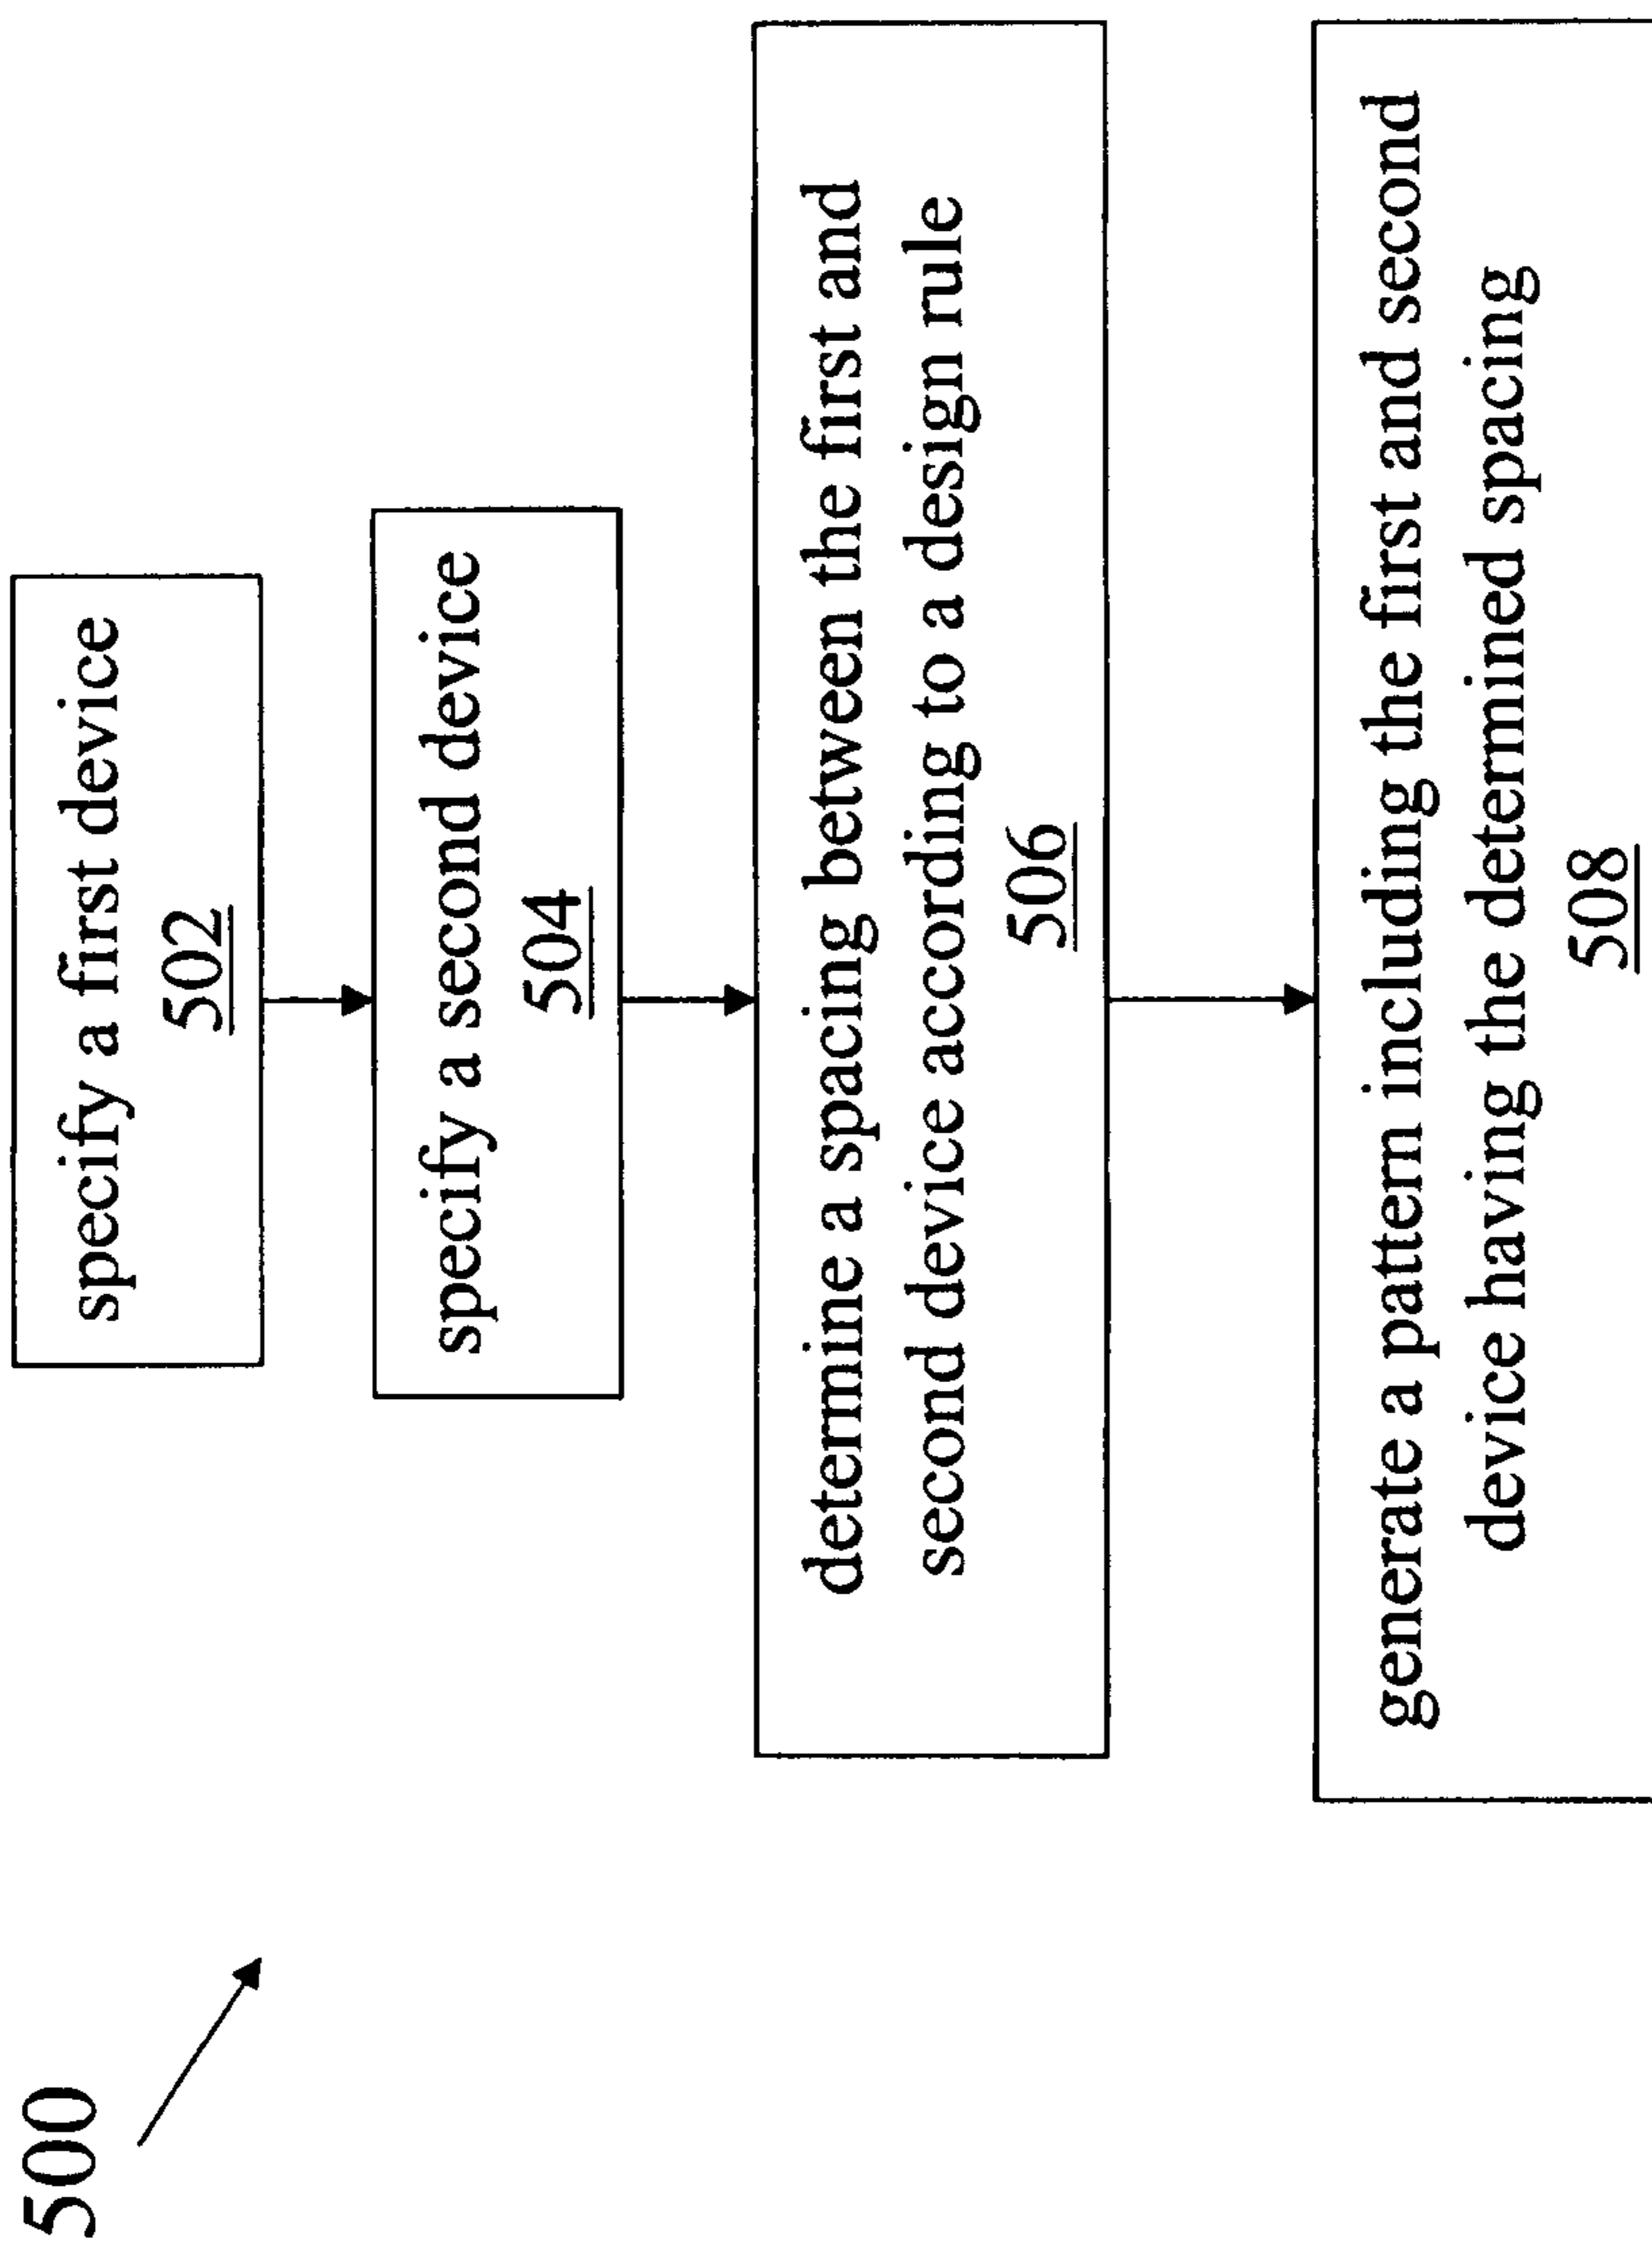 500
specify a first device
502
specify a second device
504
determine a spacing between the first and
second device according to a design rule
506
generate a pattern including the first and second
device having the determined spacing
508